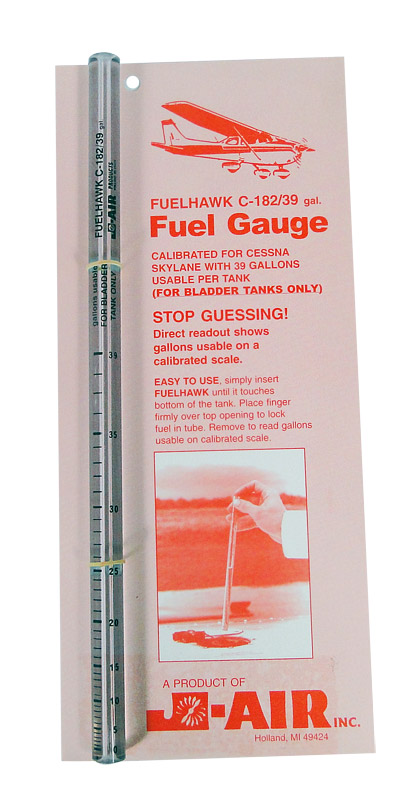 FUELHAWK C-182/39 gal
J-AIR PRODUCTS
gallons usable
FOR BLADDER
TANK ONLY
39
35
30
25
20
15
10
5
0
FUELHAWK C-182/39 gal.
Fuel Gauge
CALIBRATED FOR CESSNA
SKYLANE WITH 39 GALLONS
USABLE PER TANK
(FOR BLADDER TANKS ONLY)
STOP GUESSING!
Direct readout shows
gallons usable on a
calibrated scale.
EASY TO USE, simply insert
FUELHAWK until it touches
bottom of the tank. Place finger
firmly over top opening to lock
fuel in tube. Remove to read gallons
usable on calibrated scale.
A PRODUCT OF
J-AIR INC.
Holland, MI 49424